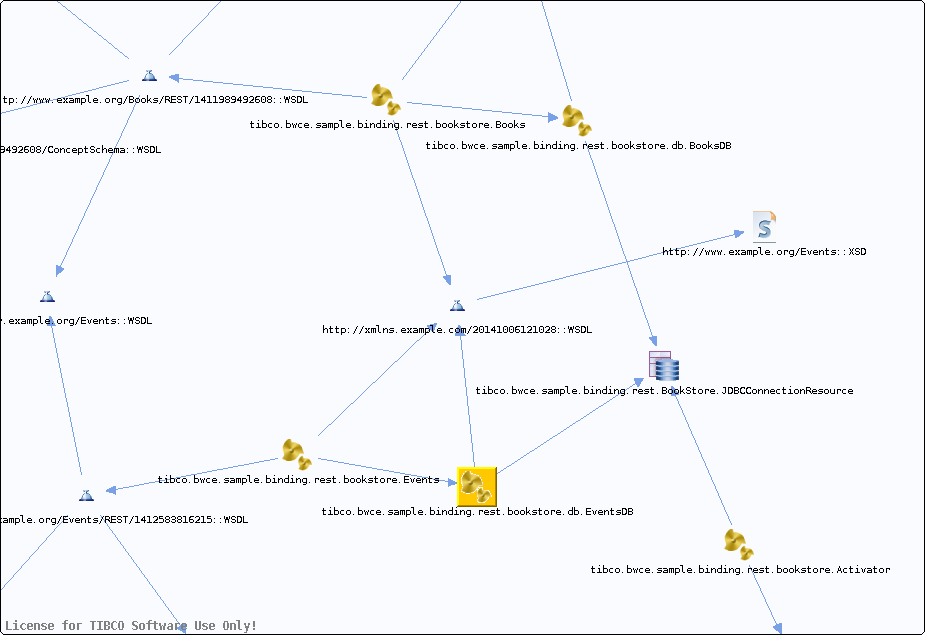 tp://www.example.org/Books/REST/1411989492608::WSDL
tibco.bwce.sample.binding.rest.bookstore.Books
tibco.bwce.sample.binding.rest.bookstore.db.BooksDB
9492608/ConceptSchema::WSDL
http://www.example.org/Events::XSD
.example.org/Events::WSDL
http://xmlns.example.com/20141006121028::WSDL
tibco.bwce.sample.binding.rest.BookStore.JDBCConnectionResource
tibco.bwce.sample.binding.rest.bookstore.Events
tibco.bwce.sample.binding.rest.bookstore.db.EventsDB
xample.org/Events/REST/1412583816215::WSDL
tibco.bwce.sample.binding.rest.bookstore.Activator
License for TIBCO Software Use Only!